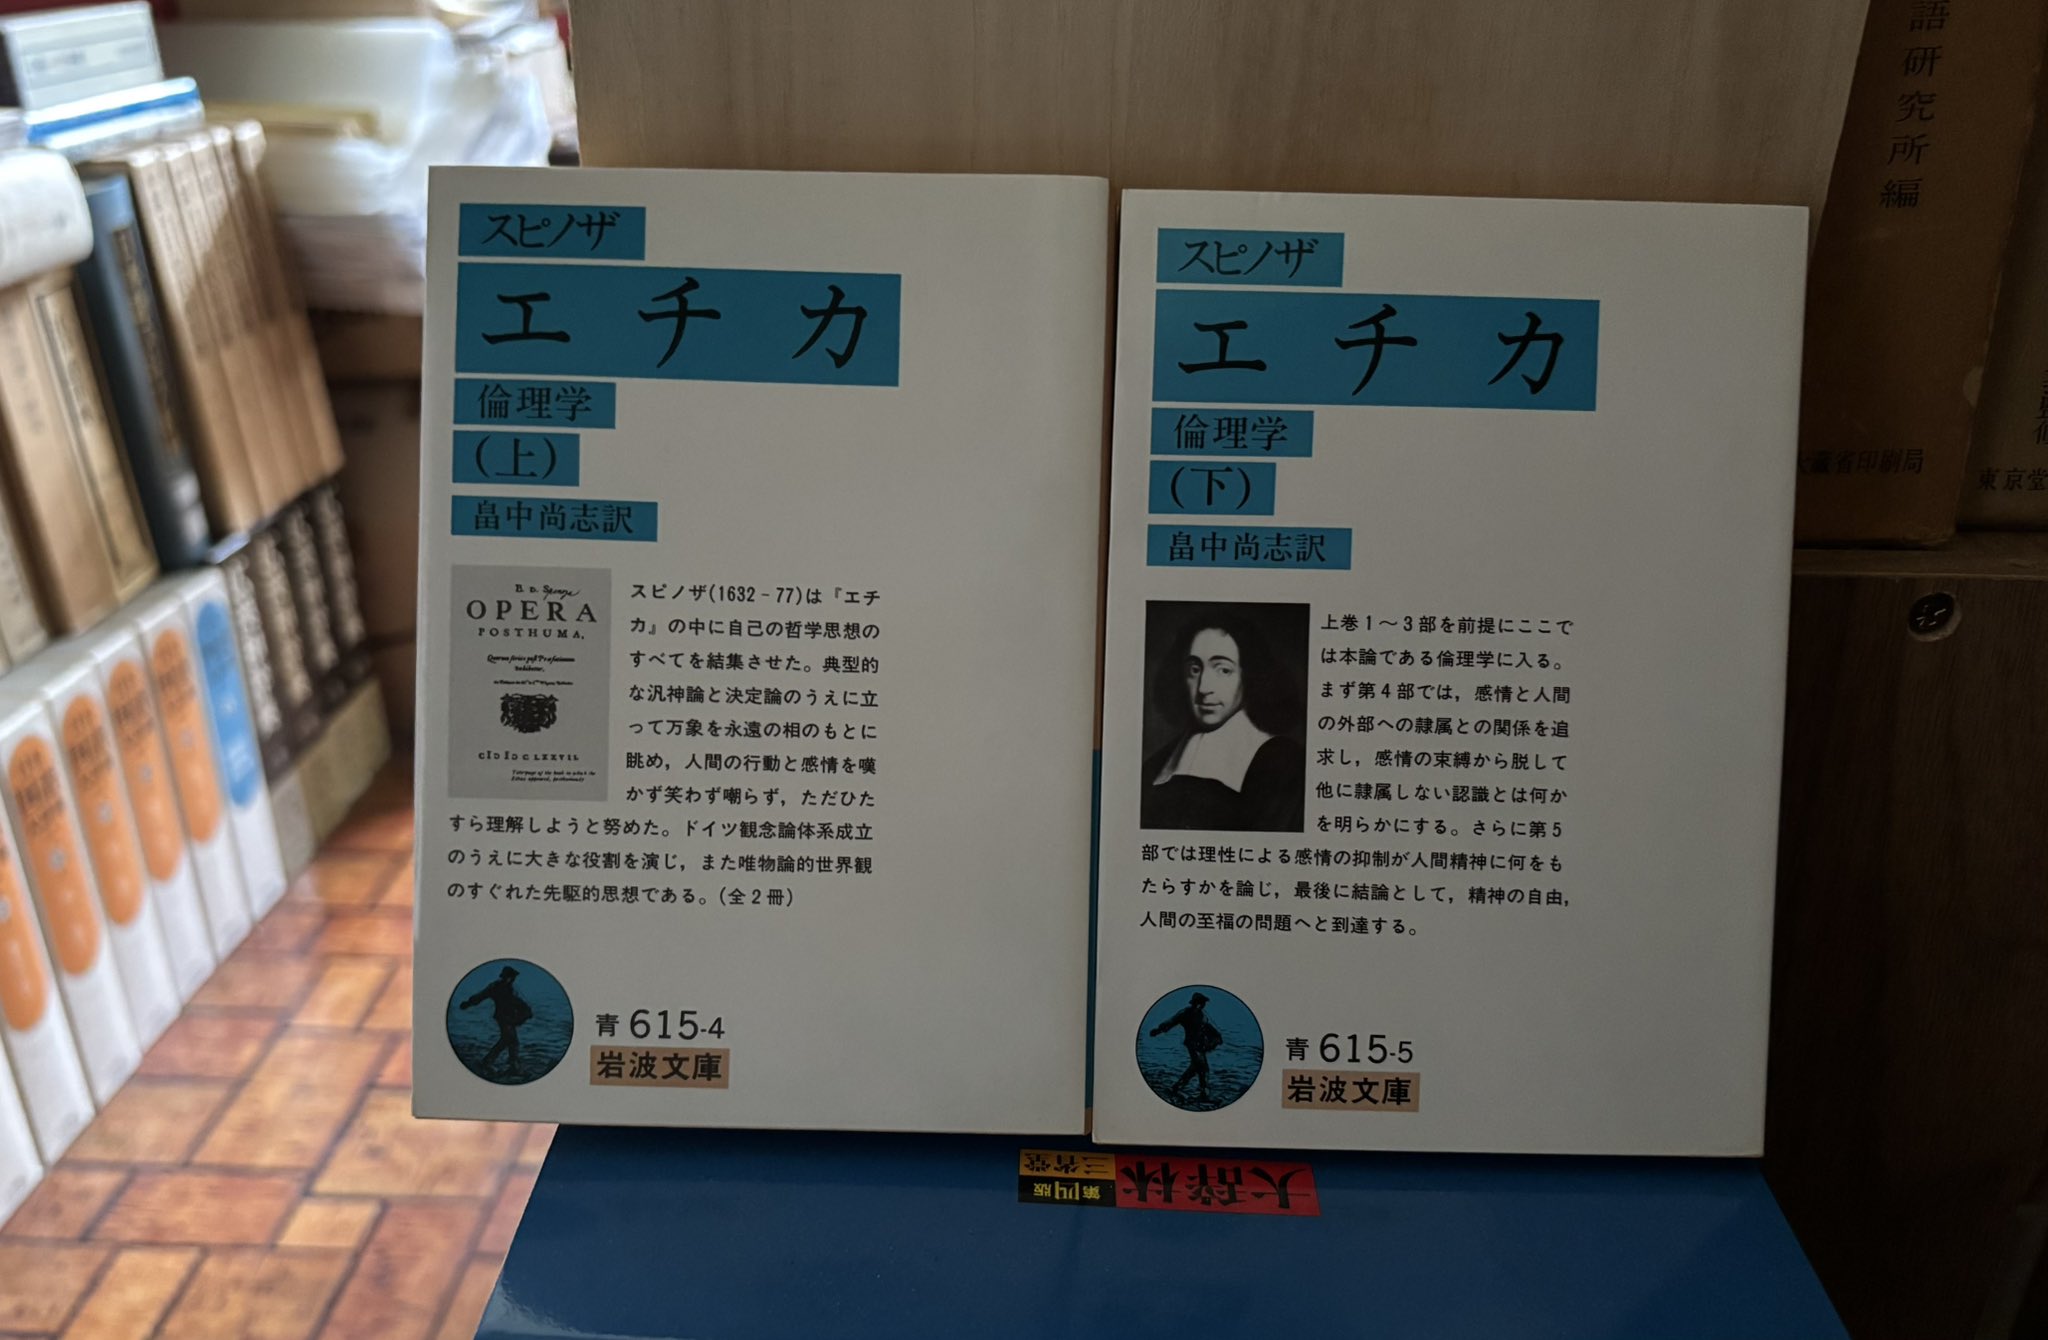 スピノザ
エチカ
倫理学
(上)
畠中尚志訳
B. D. S
OPERA
POSTHUMA,
スピノザ(1632‐77)は『エチ
カ』の中に自己の哲学思想の
すべてを結集させた。典型的
な汎神論と決定論のうえに立
って万象を永遠の相のもとに
眺め，人間の行動と感情を嘆
かず笑わず嘲らず，ただひた
すら理解しようと努めた。ドイツ観念論体系成立
のうえに大きな役割を演じ，また唯物論的世界観
のすぐれた先駆的思想である。(全2冊)
青 615-4
岩波文庫
スピノザ
エチカ
倫理学
(下)
畠中尚志訳
上巻1〜3部を前提にここで
は本論である倫理学に入る。
まず第4部では，感情と人間
の外部への隷属との関係を追
求し，感情の束縛から脱して
他に隷属しない認識とは何か
を明らかにする。さらに第5
部では理性による感情の抑制が人間精神に何をも
たらすかを論じ，最後に結論として，精神の自由，
人間の至福の問題へと到達する。
青 615-5
岩波文庫
語研究所編
大蔵省印刷局
東京堂
大辞林
第四版
三省堂